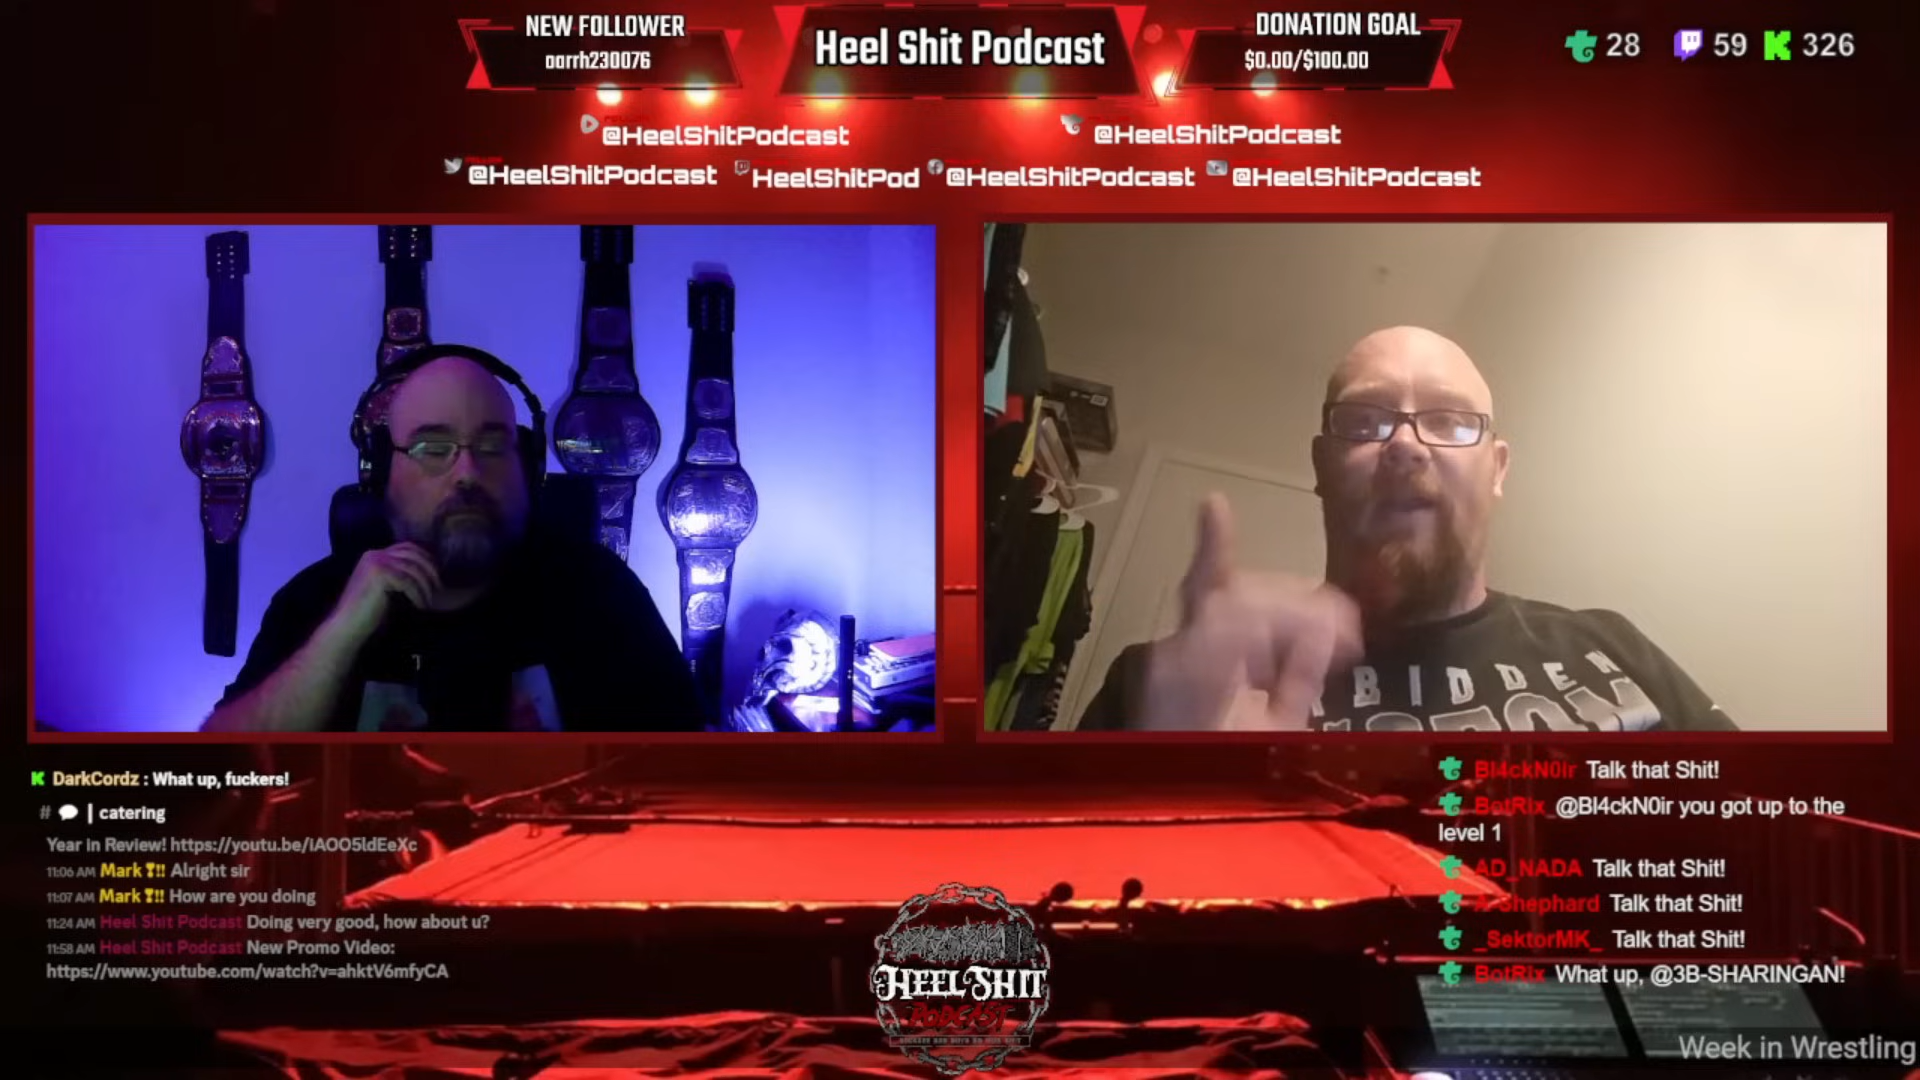 NEW FOLLOWER
aarrh230076
Heel Shit Podcast
DONATION GOAL
$0.00/$100.00
28
59
326
@HeelShitPodcast
@HeelShitPodcast
@HeelShitPodcast
HeelShitPod
@HeelShitPodcast
@HeelShitPodcast
BIDDEN
DarkCordz : What up, fuckers!
# | catering
Year in Review! https://youtu.be/iAOO5ldEeXc
11:06 AM Mark ‼ Alright sir
11:07 AM Mark ‼ How are you doing
11:24 AM Heel Shit Podcast Doing very good, how about u?
11:58 AM Heel Shit Podcast New Promo Video:
https://www.youtube.com/watch?v=ahktV6mfyCA
HEEL SHIT
PODCAST
Bl4ckN0ir Talk that Shit!
BotRix @Bl4ckN0ir you got up to the
level 1
AD_NADA Talk that Shit!
A-Shephard Talk that Shit!
_SektorMK_ Talk that Shit!
BotRix What up, @3B-SHARINGAN!
Week in Wrestling